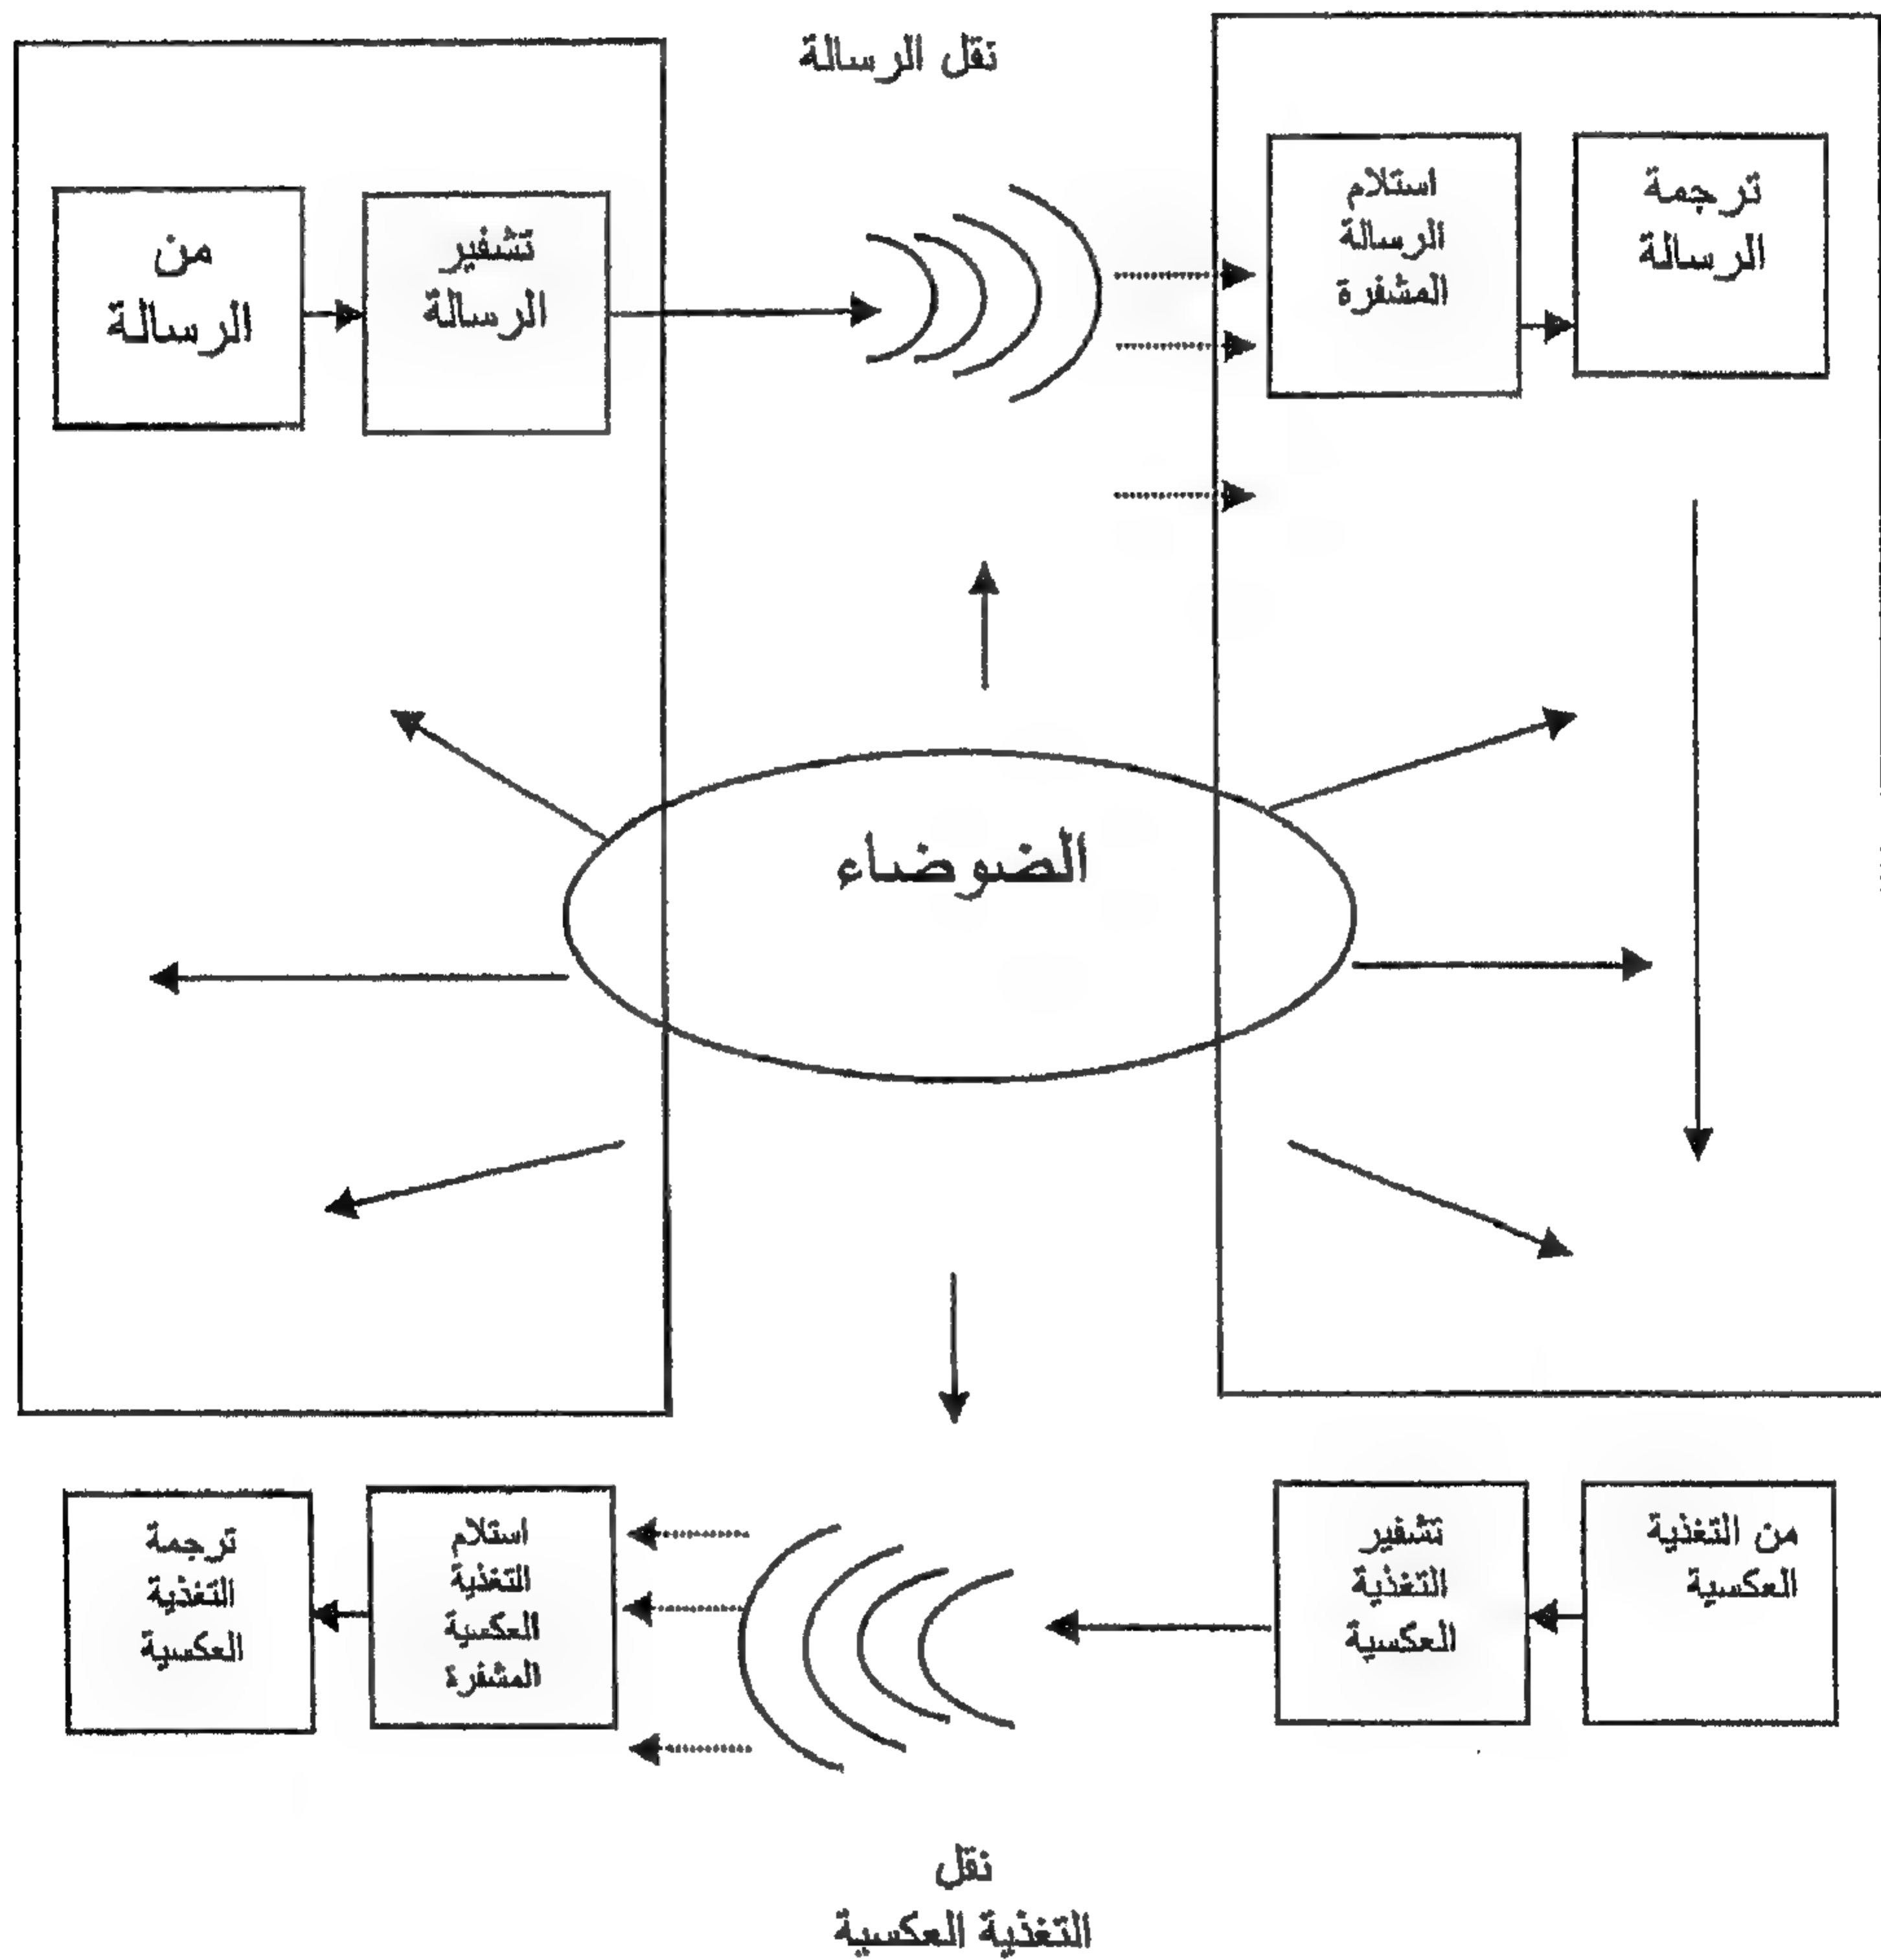 نقل الرسالة
من
الرسالة
تشفير
الرسالة
استلام
الرسالة
المشفرة
ترجمة
الرسالة
الضوضاء
من التغذية
العكسية
تشفير
التغذية
العكسية
استلام
التغذية
العكسية
المشفرة
ترجمة
التغذية
العكسية
نقل
التغذية العكسية